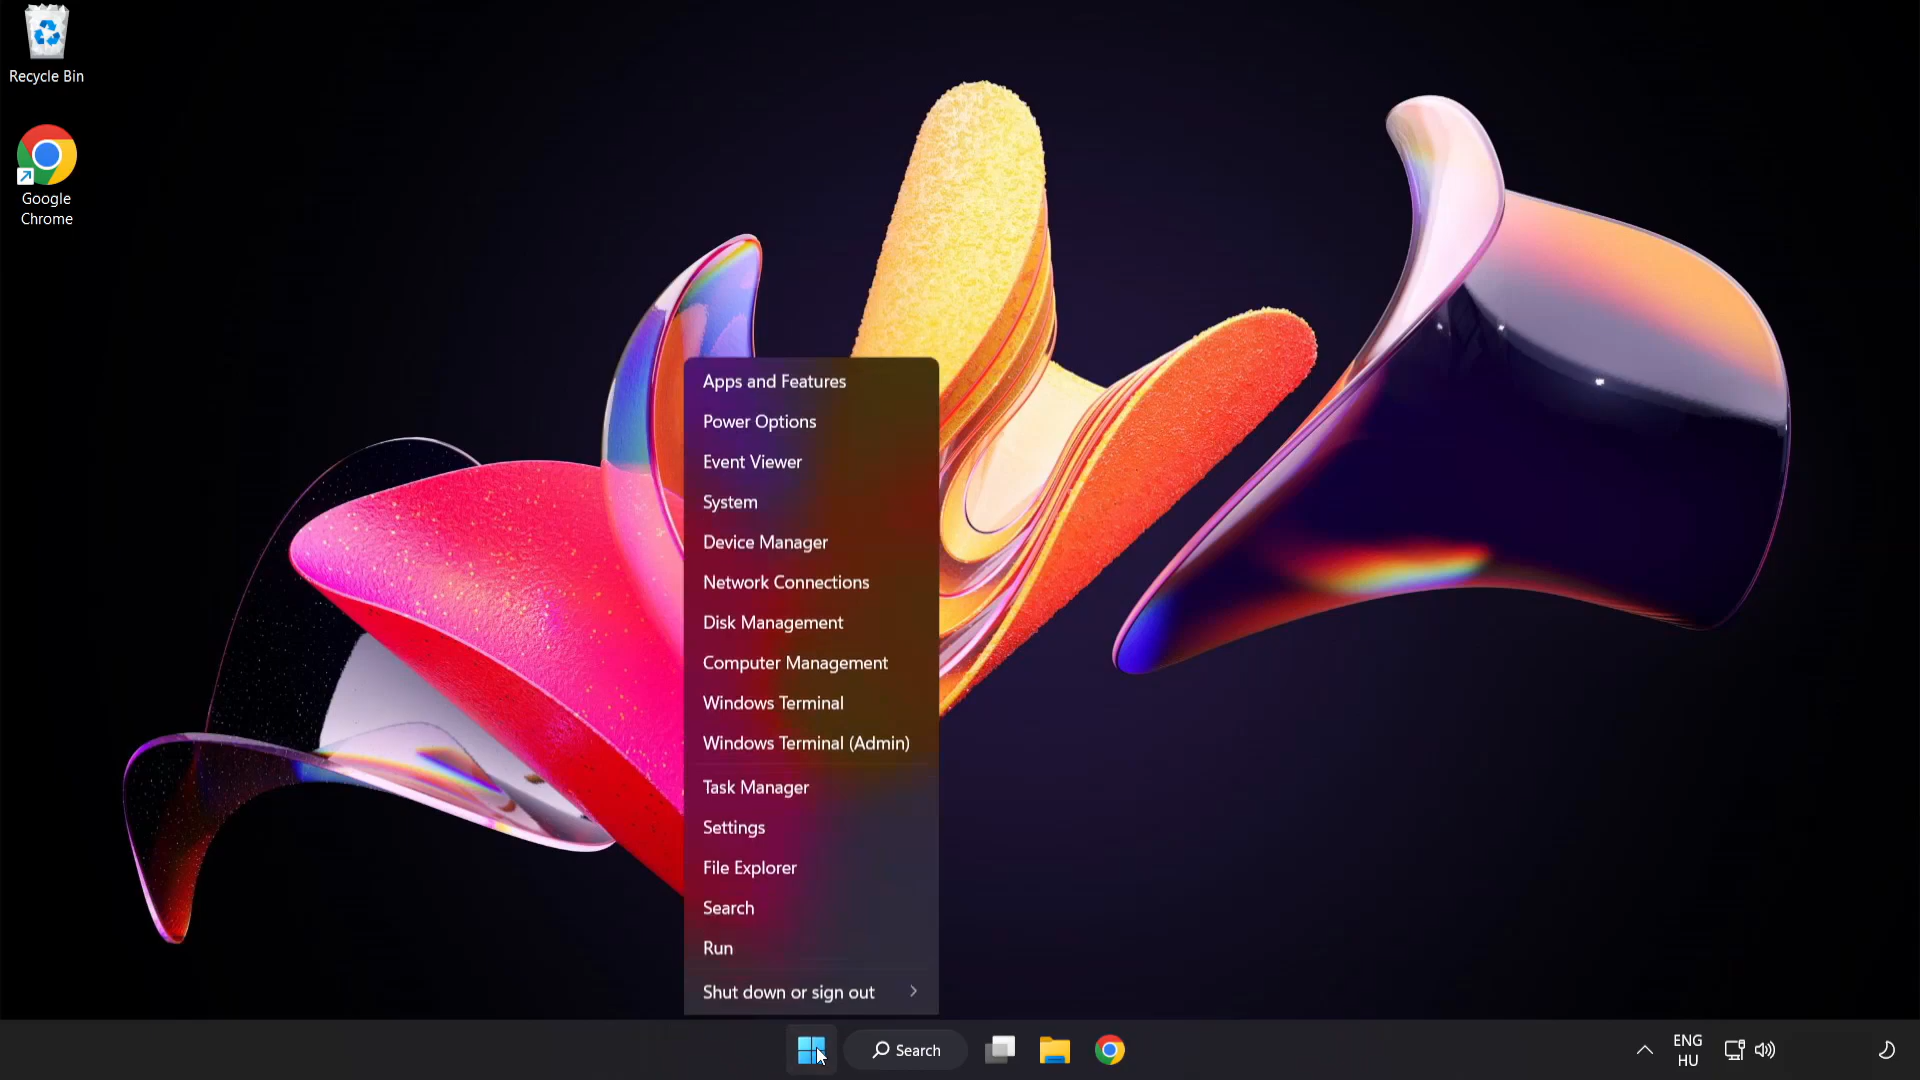 Recycle Bin
Google
Chrome
Apps and Features
Power Options
Event Viewer
System
Device Manager
Network Connections
Disk Management
Computer Management
Windows Terminal
Windows Terminal (Admin)
Task Manager
Settings
File Explorer
Search
Run
Shut down or sign out
Search
ENG
HU